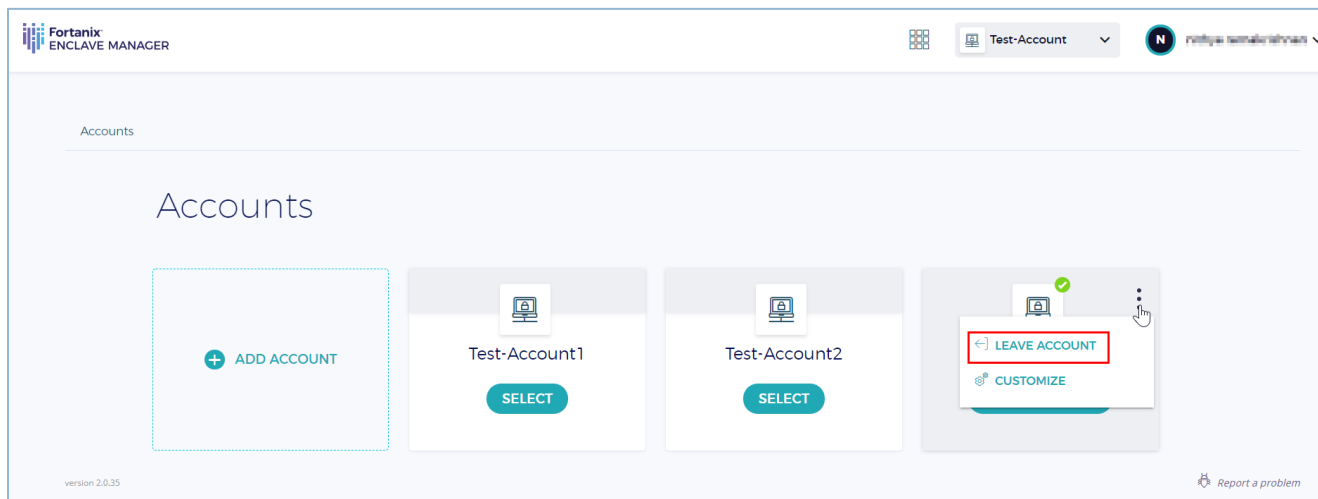 Fortanix
ENCLAVE MANAGER
Test-Account
N
Accounts
Accounts
ADD ACCOUNT
Test-Account1
SELECT
Test-Account2
SELECT
LEAVE ACCOUNT
CUSTOMIZE
version 2.0.35
Report a problem